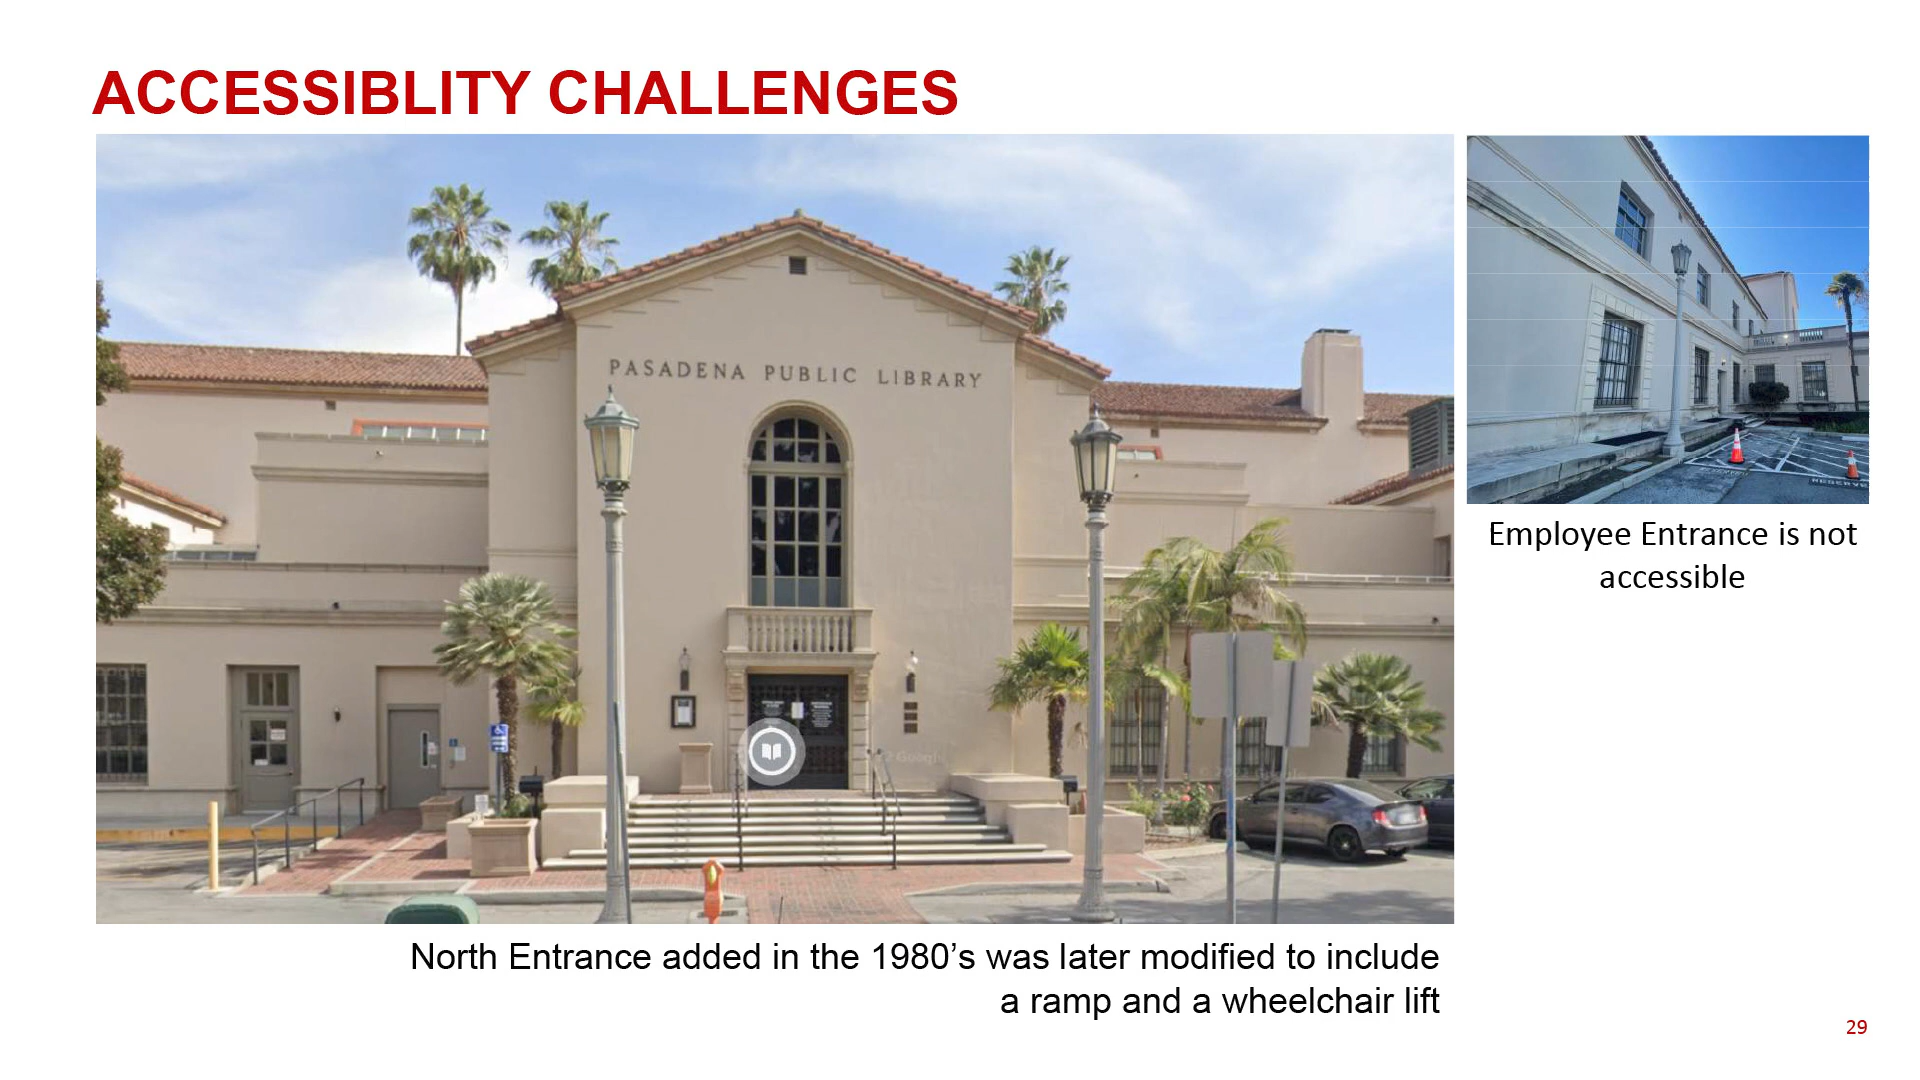 ACCESSIBLITY CHALLENGES
PASADENA PUBLIC LIBRARY
Employee Entrance is not
accessible
North Entrance added in the 1980’s was later modified to include
a ramp and a wheelchair lift
29